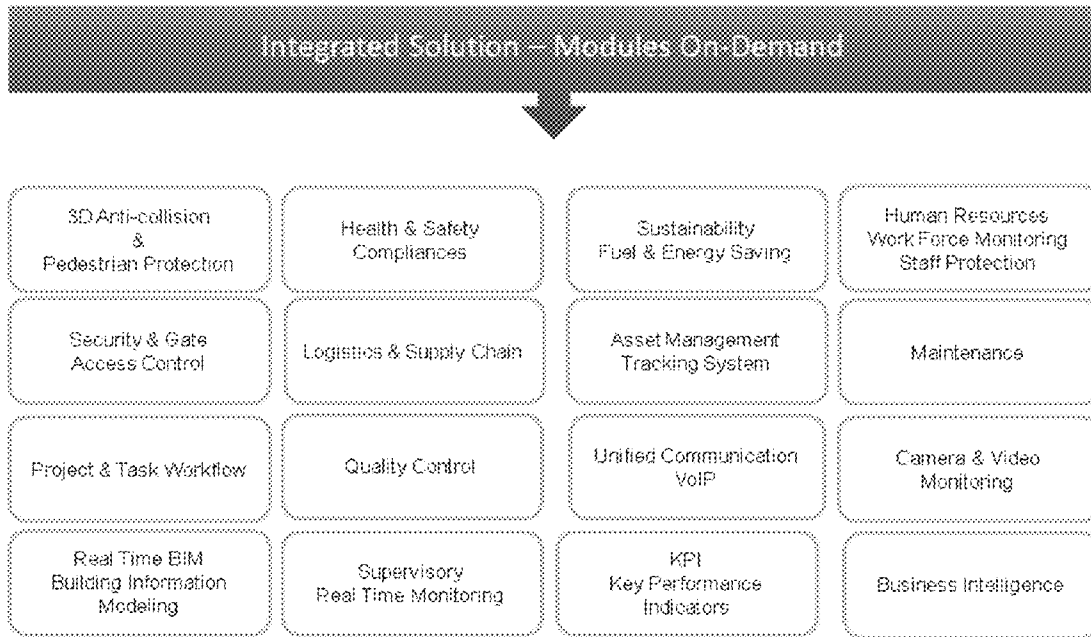 Integrated Solution – Modules On-Demand
3D Anti-collision
&
Pedestrian Protection
Health & Safety
Compliances
Sustainability
Fuel & Energy Saving
Human Resources
Work Force Monitoring
Staff Protection
Security & Gate
Access Control
Logistics & Supply Chain
Asset Management
Tracking System
Maintenance
Project & Task Workflow
Quality Control
Unified Communication
VoIP
Camera & Video
Monitoring
Real Time BIM
Building Information
Modeling
Supervisory
Real Time Monitoring
KPI
Key Performance
Indicators
Business Intelligence